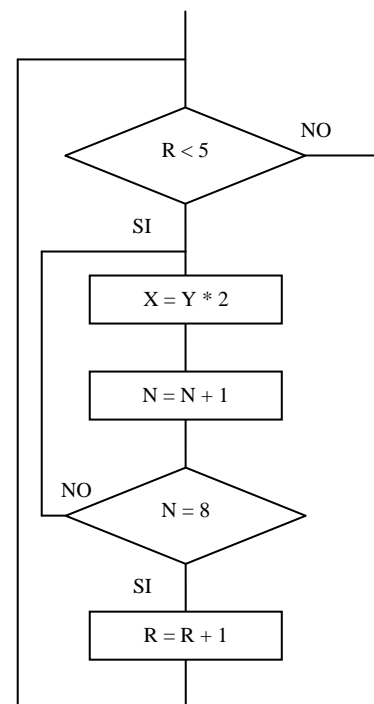 R < 5
NO
SI
X = Y * 2
N = N + 1
NO
N = 8
SI
R = R + 1